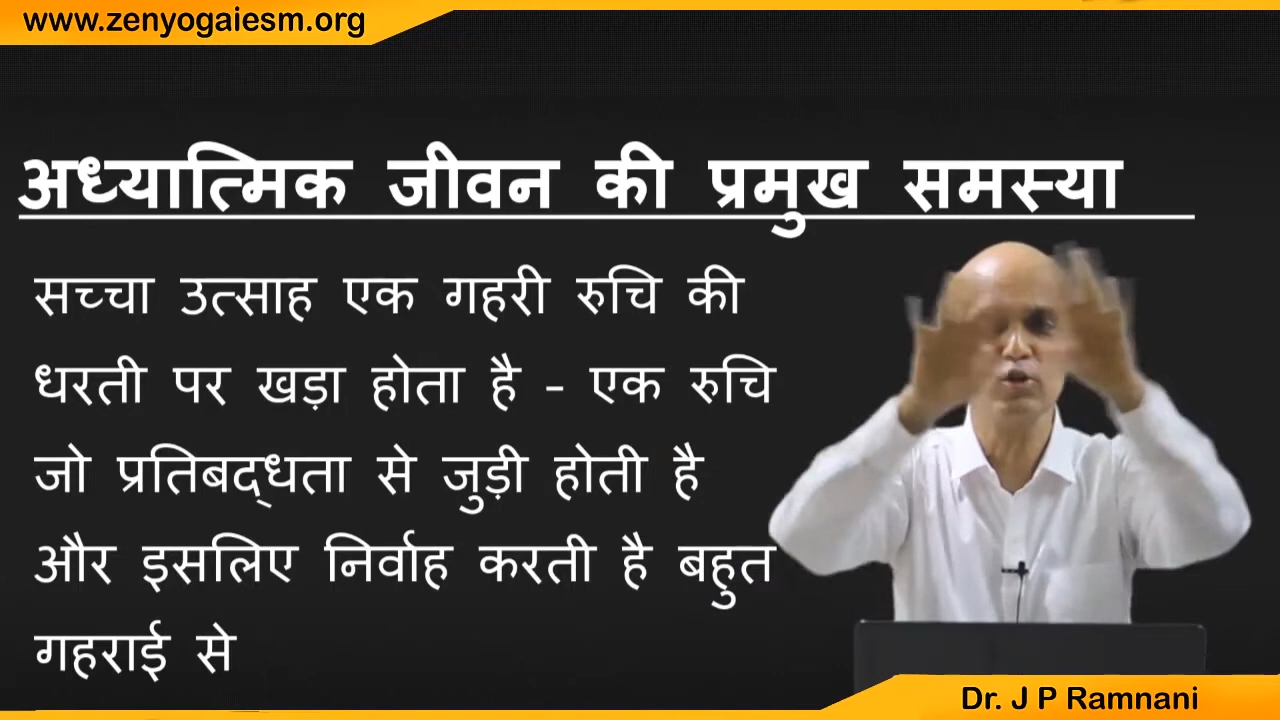 www.zenyogaiesm.org
अध्यात्मिक जीवन की प्रमुख समस्या
सच्चा उत्साह एक गहरी रुचि की
धरती पर खड़ा होता है - एक रुचि
जो प्रतिबद्धता से जुड़ी होती है
और इसलिए निर्वाह करती है बहुत
गहराई से
Dr. J P Ramnani